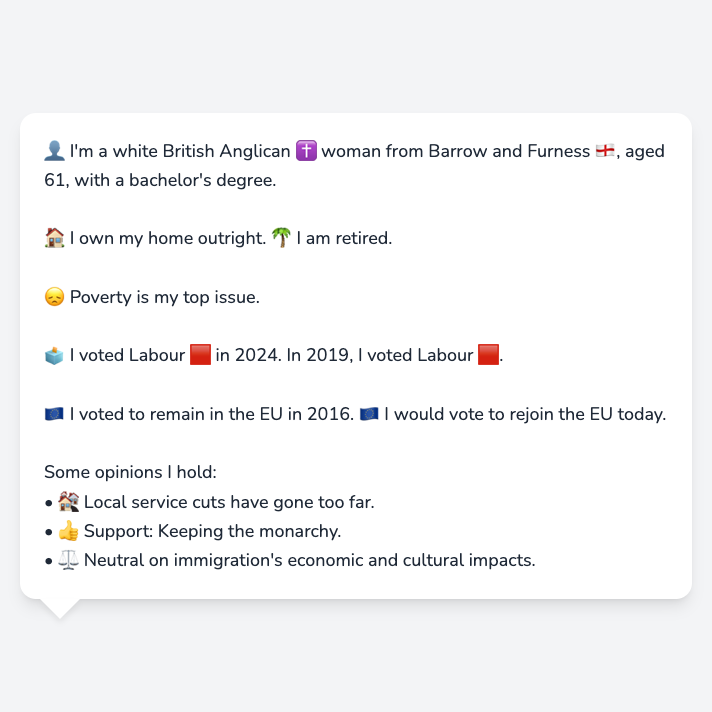 👤 I'm a white British Anglican ✝️ woman from Barrow and Furness 🏴󠁧󠁢󠁥󠁮󠁧󠁿, aged
61, with a bachelor's degree.
🏠 I own my home outright. 🌴 I am retired.
😞 Poverty is my top issue.
🗳️ I voted Labour 🟥 in 2024. In 2019, I voted Labour 🟥.
🇪🇺 I voted to remain in the EU in 2016. 🇪🇺 I would vote to rejoin the EU today.
Some opinions I hold:
• 🏚️ Local service cuts have gone too far.
• 👍 Support: Keeping the monarchy.
• ⚖️ Neutral on immigration's economic and cultural impacts.